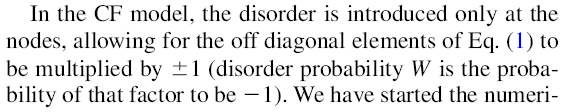 In the CF model, the disorder is introduced only at the
nodes, allowing for the off diagonal elements of Eq. (1) to
be multiplied by ±1 (disorder probability W is the proba-
bility of that factor to be −1). We have started the numeri-